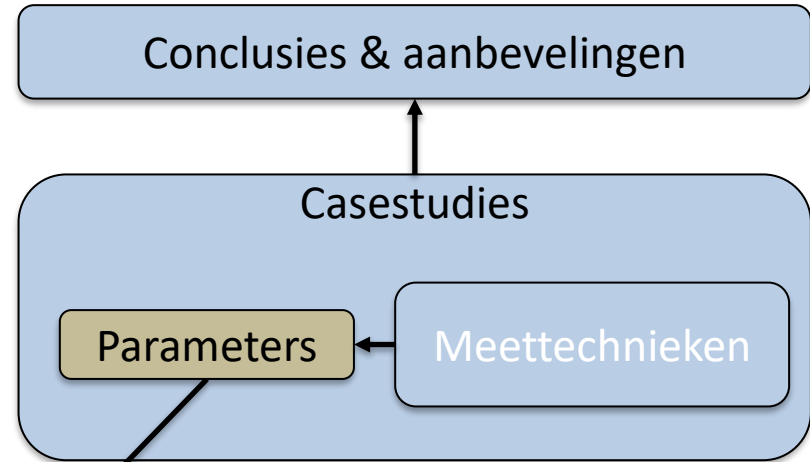 Conclusies & aanbevelingen
Casestudies
Parameters
Meettechnieken